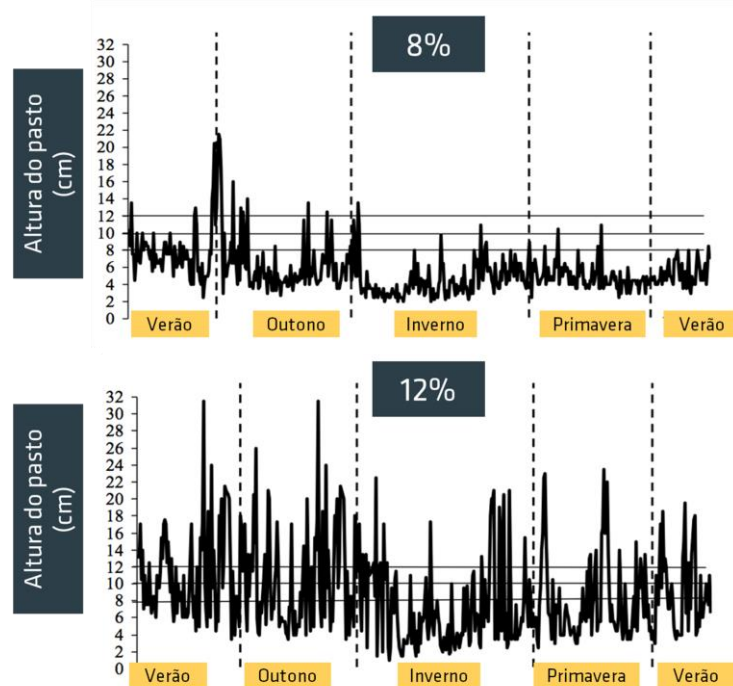 8%
Altura do pasto
(cm)
32
30
28
26
24
22
20
18
16
14
12
10
8
6
4
2
0
Verão
Outono
Inverno
Primavera
Verão
12%
Altura do pasto
(cm)
32
30
28
26
24
22
20
18
16
14
12
10
8
6
4
2
0
Verão
Outono
Inverno
Primavera
Verão